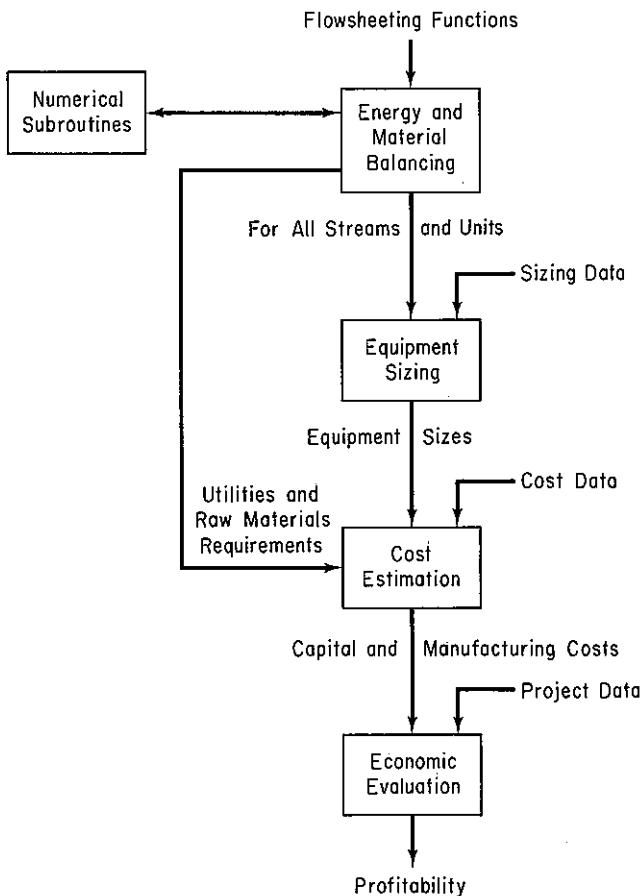 Flowsheeting Functions
Numerical
Subroutines
Energy and
Material
Balancing
For All Streams and Units
Sizing Data
Equipment
Sizing
Equipment Sizes
Cost Data
Utilities and
Raw Materials
Requirements
Cost
Estimation
Capital and Manufacturing Costs
Project Data
Economic
Evaluation
Profitability